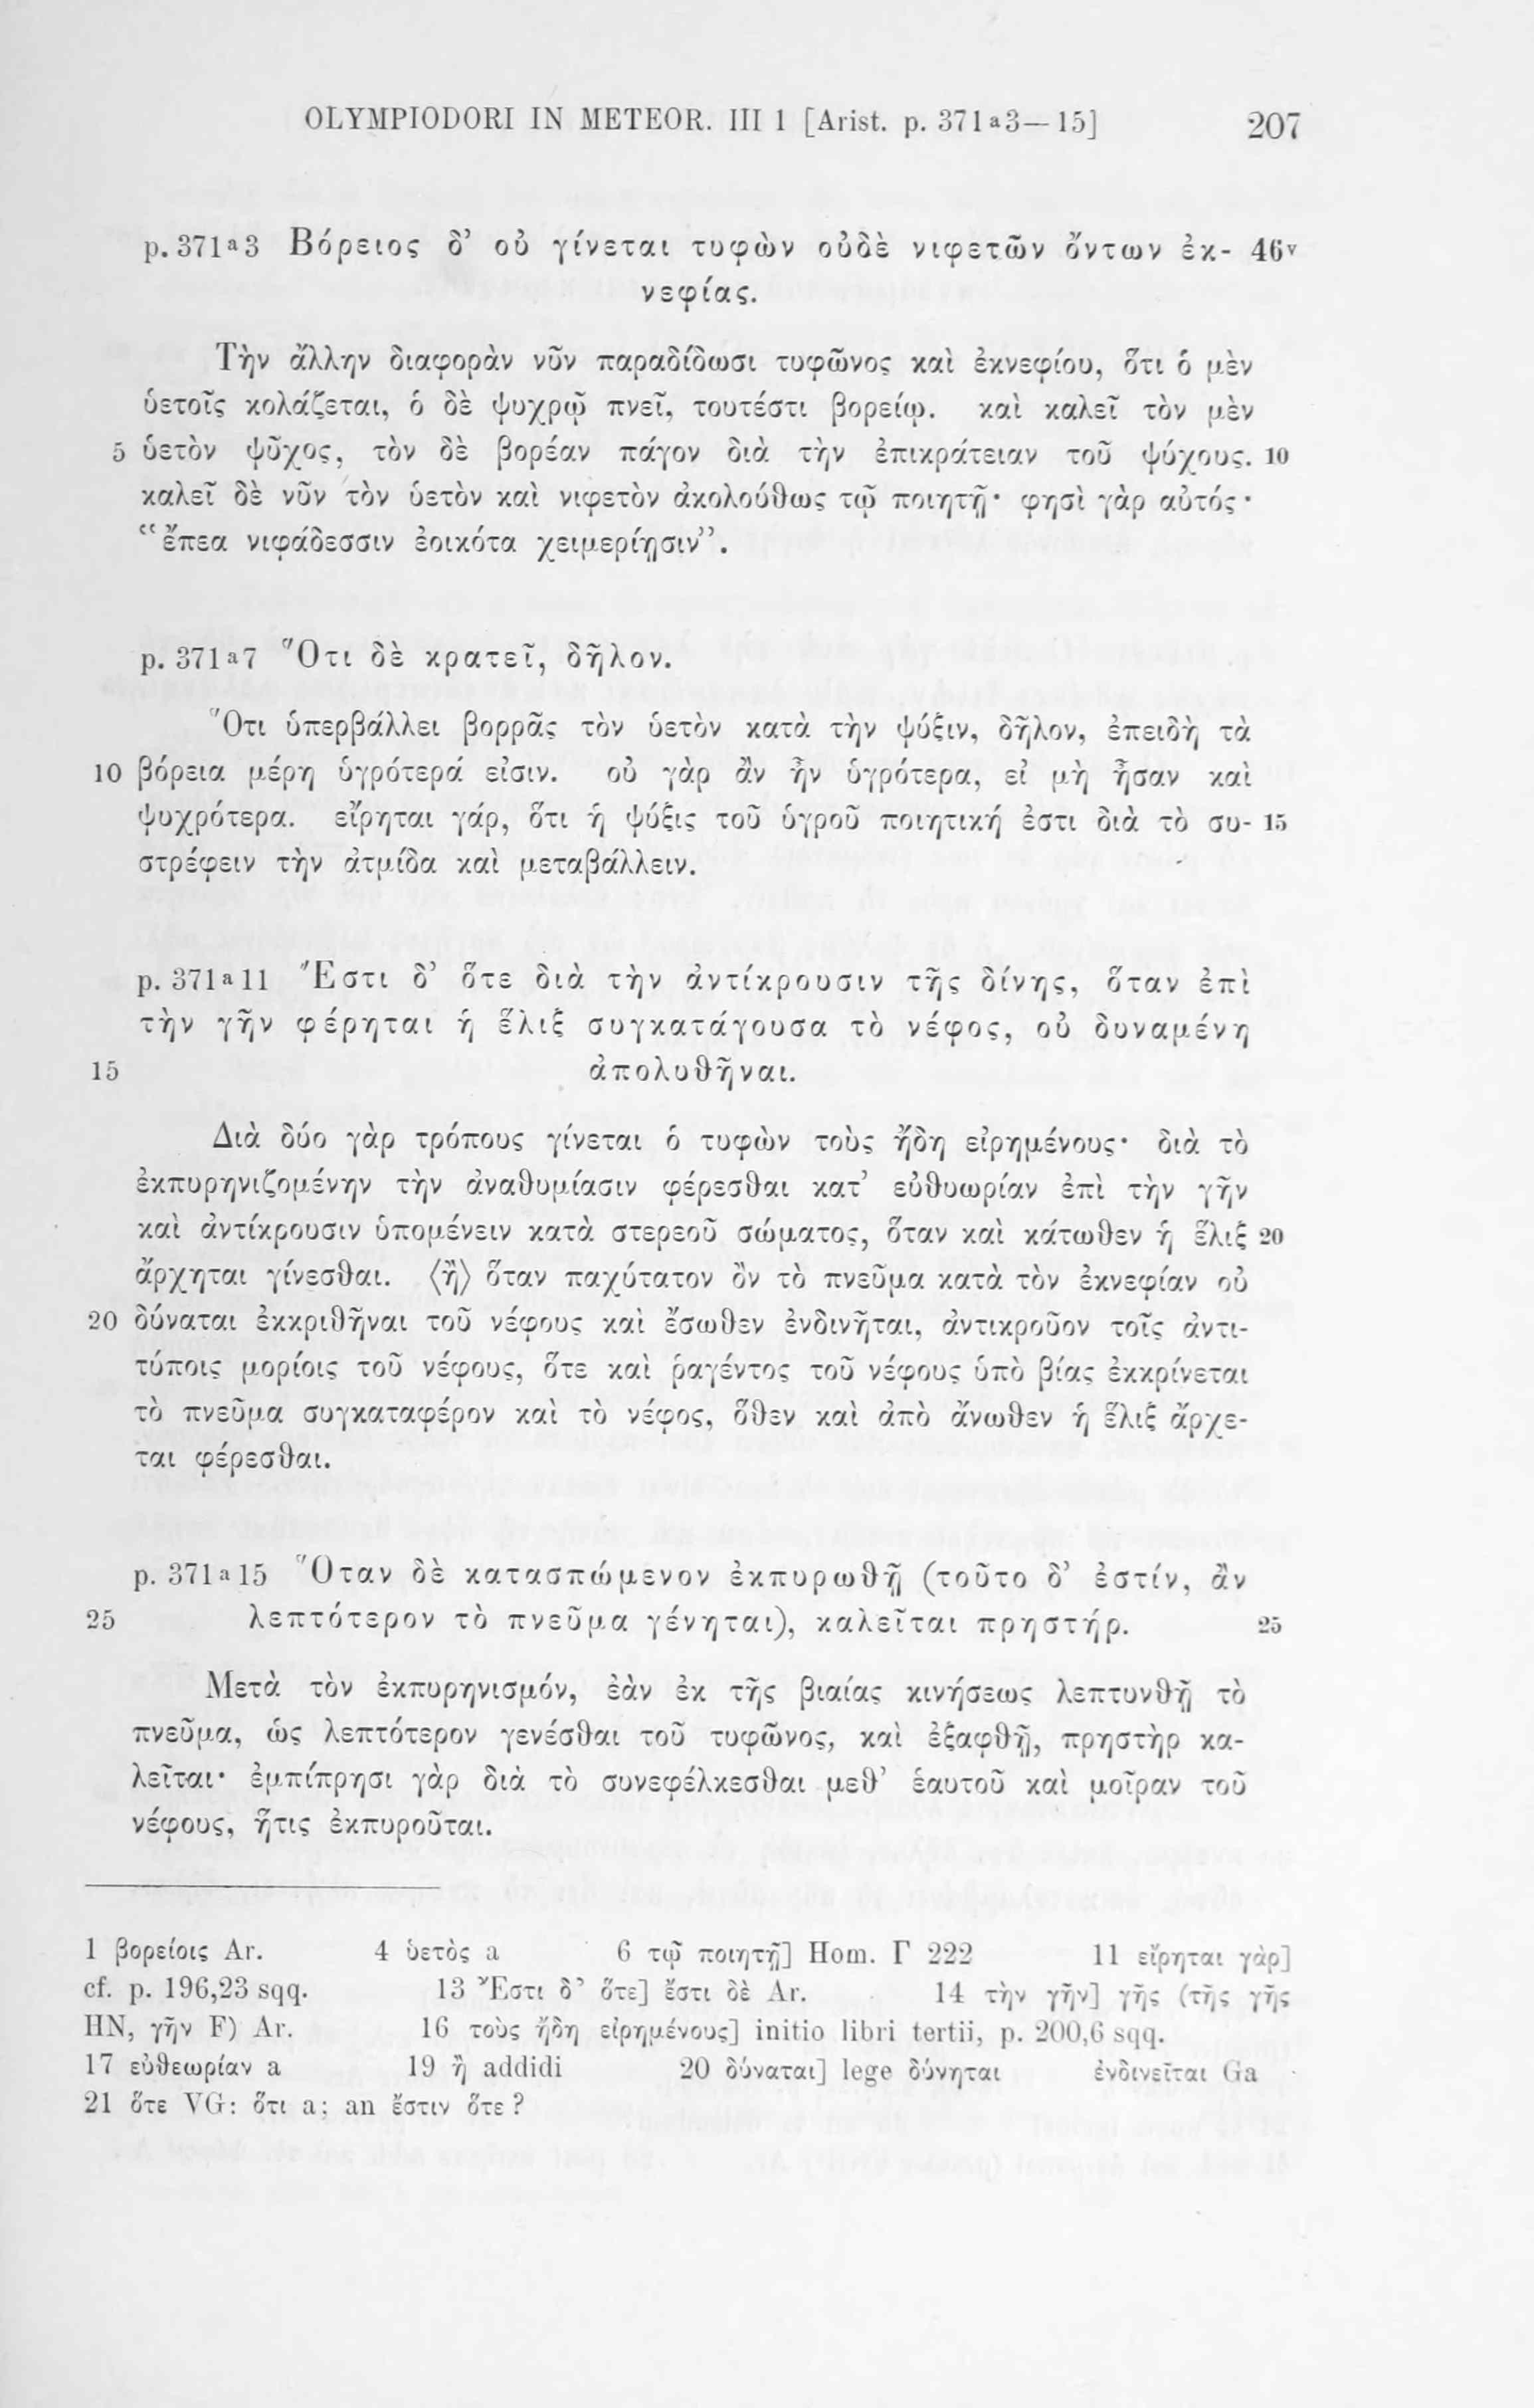 OLYMPIODORI IN METEOR. III 1 [Arist. p. 371a3—15] 207
p. 371a3 Βόρειος δ’ οὐ γίνεται τυφὼν οὐδὲ νιφετῶν ὄντων ἐκ- 46v
νεφίας.
Τὴν ἄλλην διαφορὰν νῦν παραδίδωσι τυφῶνος καὶ ἐκνεφίου, ὅτι ὁ μὲν
ὑετοῖς κολάζεται, ὁ δὲ ψυχρῷ πνεῖ, τουτέστι βορείῳ. καὶ καλεῖ τὸν μὲν
5 ὑετὸν ψῦχος, τὸν δὲ βορέαν πάγον διὰ τὴν ἐπικράτειαν τοῦ ψύχους. 10
καλεῖ δὲ νῦν τὸν ὑετὸν καὶ νιφετὸν ἀκολούθως τῷ ποιητῇ· φησὶ γὰρ αὐτός·
“ἔπεα νιφάδεσσιν ἐοικότα χειμερίῃσιν”.
p. 371a7 Ὅτι δὲ κρατεῖ, δῆλον.
Ὅτι ὑπερβάλλει βορρᾶς τὸν ὑετὸν κατὰ τὴν ψύξιν, δῆλον, ἐπειδὴ τὰ
10 βόρεια μέρη ὑγρότερά εἰσιν. οὐ γὰρ ἂν ἦν ὑγρότερα, εἰ μὴ ἦσαν καὶ
ψυχρότερα. εἴρηται γάρ, ὅτι ἡ ψύξις τοῦ ὑγροῦ ποιητική ἐστι διὰ τὸ συ- 15
στρέφειν τὴν ἀτμίδα καὶ μεταβάλλειν.
p. 371a11 Ἔστι δ’ ὅτε διὰ τὴν ἀντίκρουσιν τῆς δίνης, ὅταν ἐπὶ
τὴν γῆν φέρηται ἡ ἕλιξ συγκατάγουσα τὸ νέφος, οὐ δυναμένη
15 ἀπολυθῆναι.
Διὰ δύο γὰρ τρόπους γίνεται ὁ τυφὼν τοὺς ἤδη εἰρημένους· διὰ τὸ
ἐκπυρηνιζομένην τὴν ἀναθυμίασιν φέρεσθαι κατ’ εὐθυωρίαν ἐπὶ τὴν γῆν
καὶ ἀντίκρουσιν ὑπομένειν κατὰ στερεοῦ σώματος, ὅταν καὶ κάτωθεν ἡ ἕλιξ 20
ἄρχηται γίνεσθαι. ⟨ἢ⟩ ὅταν παχύτατον ὂν τὸ πνεῦμα κατὰ τὸν ἐκνεφίαν οὐ
20 δύναται ἐκκριθῆναι τοῦ νέφους καὶ ἔσωθεν ἐνδινῆται, ἀντικροῦον τοῖς ἀντι-
τύποις μορίοις τοῦ νέφους, ὅτε καὶ ῥαγέντος τοῦ νέφους ὑπὸ βίας ἐκκρίνεται
τὸ πνεῦμα συγκαταφέρον καὶ τὸ νέφος, ὅθεν καὶ ἀπὸ ἄνωθεν ἡ ἕλιξ ἄρχε-
ται φέρεσθαι.
p. 371a15 Ὅταν δὲ κατασπώμενον ἐκπυρωθῇ (τοῦτο δ’ ἐστίν, ἂν
25 λεπτότερον τὸ πνεῦμα γένηται), καλεῖται πρηστήρ. 25
Μετὰ τὸν ἐκπυρηνισμόν, ἐὰν ἐκ τῆς βιαίας κινήσεως λεπτυνθῇ τὸ
πνεῦμα, ὡς λεπτότερον γενέσθαι τοῦ τυφῶνος, καὶ ἐξαφθῇ, πρηστὴρ κα-
λεῖται· ἐμπίπρησι γὰρ διὰ τὸ συνεφέλκεσθαι μεθ’ ἑαυτοῦ καὶ μοῖραν τοῦ
νέφους, ἥτις ἐκπυροῦται.
1 βορείοις Ar. 4 ὑετὸς a 6 τῷ ποιητῇ] Hom. Γ 222 11 εἴρηται γὰρ]
cf. p. 196,23 sqq. 13 Ἔστι δ’ ὅτε] ἔστι δὲ Ar. 14 τὴν γῆν] γῆς (τῆς γῆς
HN, γῆν F) Ar. 16 τοὺς ἤδη εἰρημένους] initio libri tertii, p. 200,6 sqq.
17 εὐθεωρίαν a 19 ἢ addidi 20 δύναται] lege δύνηται ἐνδινεῖται Ga
21 ὅτε VG: ὅτι a; an ἔστιν ὅτε?